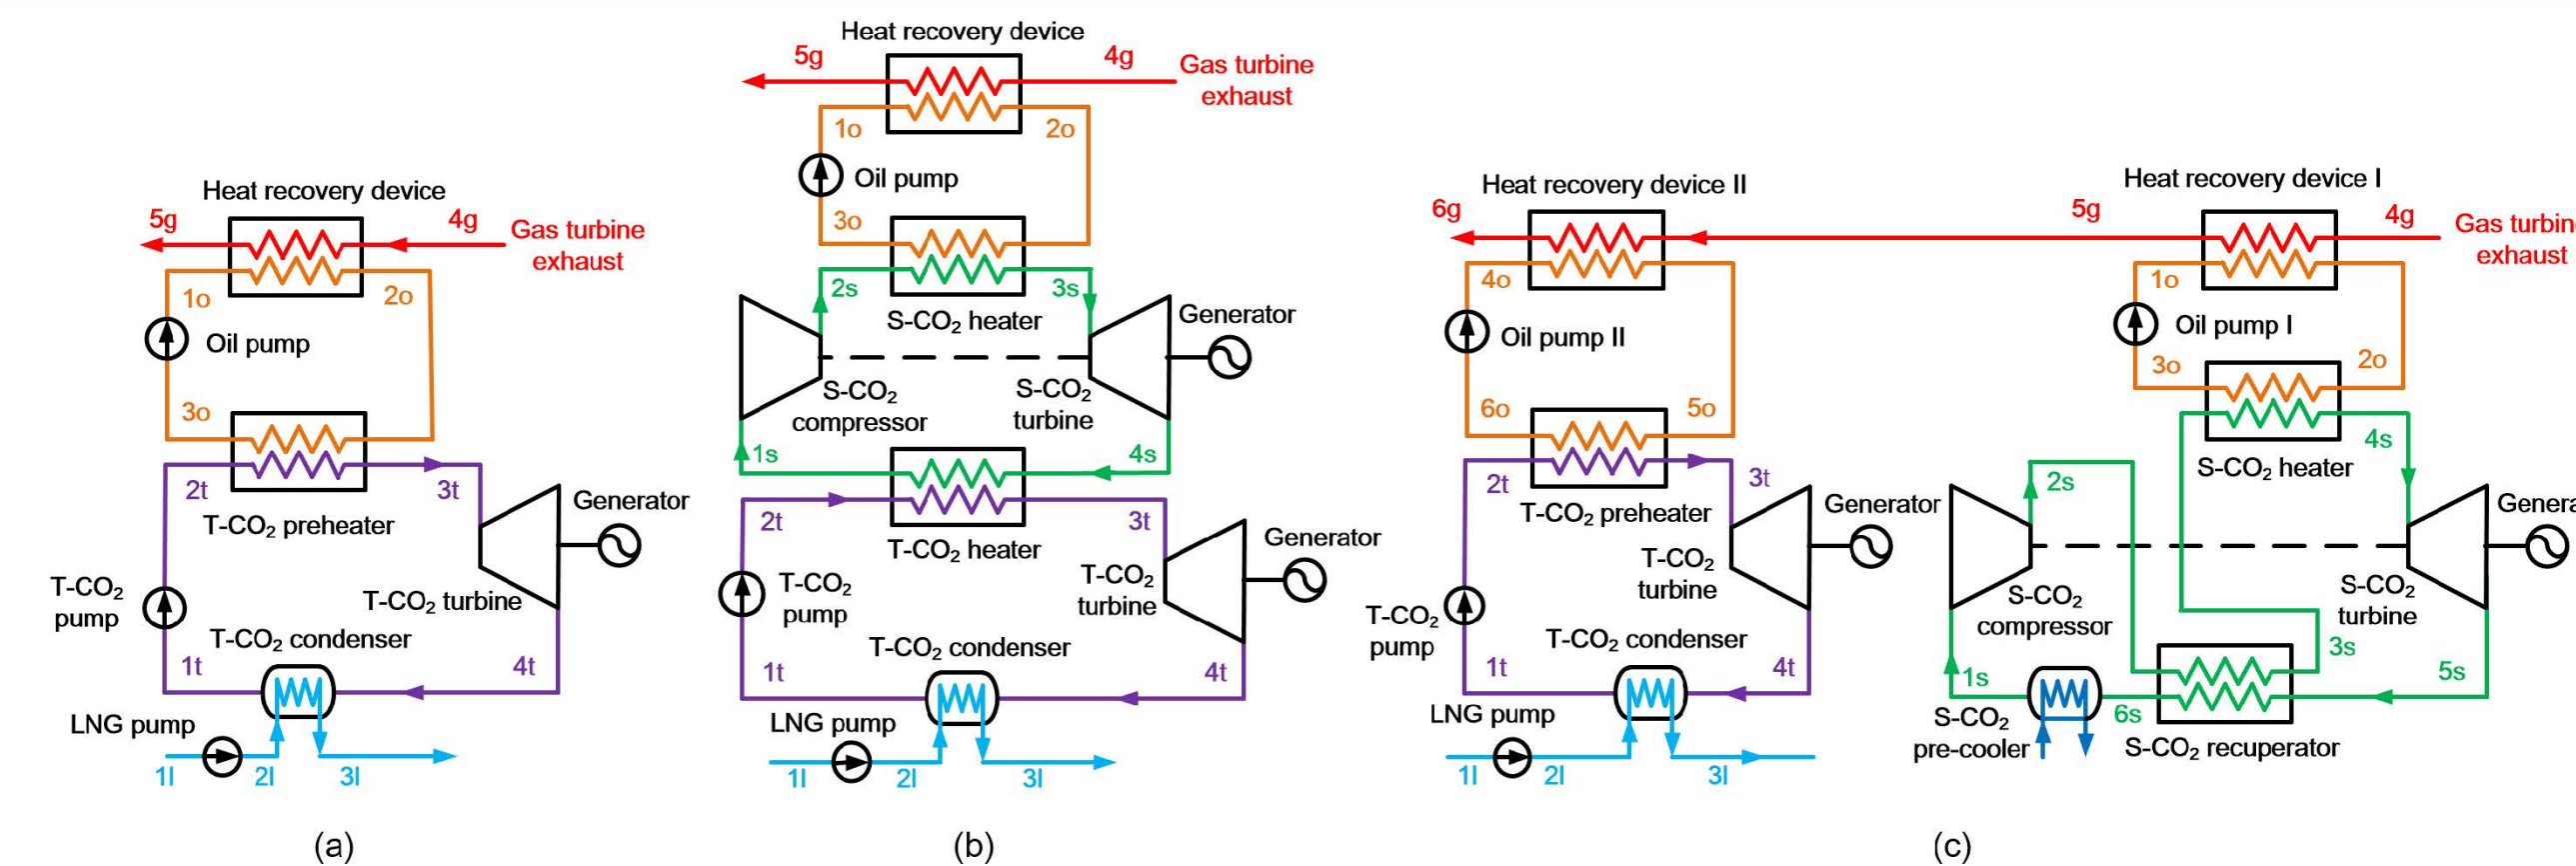 Heat recovery device
5g
4g
Gas turbine
exhaust
1o
2o
Oil pump
3o
2t
3t
T-CO₂ preheater
Generator
T-CO₂
pump
T-CO₂ turbine
T-CO₂ condenser
1t
4t
LNG pump
1l
2l
3l
(a)
Heat recovery device
5g
4g
Gas turbine
exhaust
1o
2o
Oil pump
3o
2s
3s
S-CO₂ heater
Generator
S-CO₂
compressor
S-CO₂
turbine
1s
4s
2t
3t
T-CO₂ heater
Generator
T-CO₂
pump
T-CO₂
turbine
T-CO₂ condenser
1t
4t
LNG pump
1l
2l
3l
(b)
Heat recovery device II
6g
4o
Oil pump II
6o
5o
2t
3t
T-CO₂ preheater
Generator
T-CO₂
turbine
T-CO₂
pump
T-CO₂ condenser
1t
4t
LNG pump
1l
2l
3l
Heat recovery device I
5g
4g
Gas turbin
exhaust
1o
Oil pump I
3o
2o
4s
S-CO₂ heater
2s
Genera
S-CO₂
compressor
S-CO₂
turbine
3s
1s
5s
6s
S-CO₂
pre-cooler
S-CO₂ recuperator
(c)